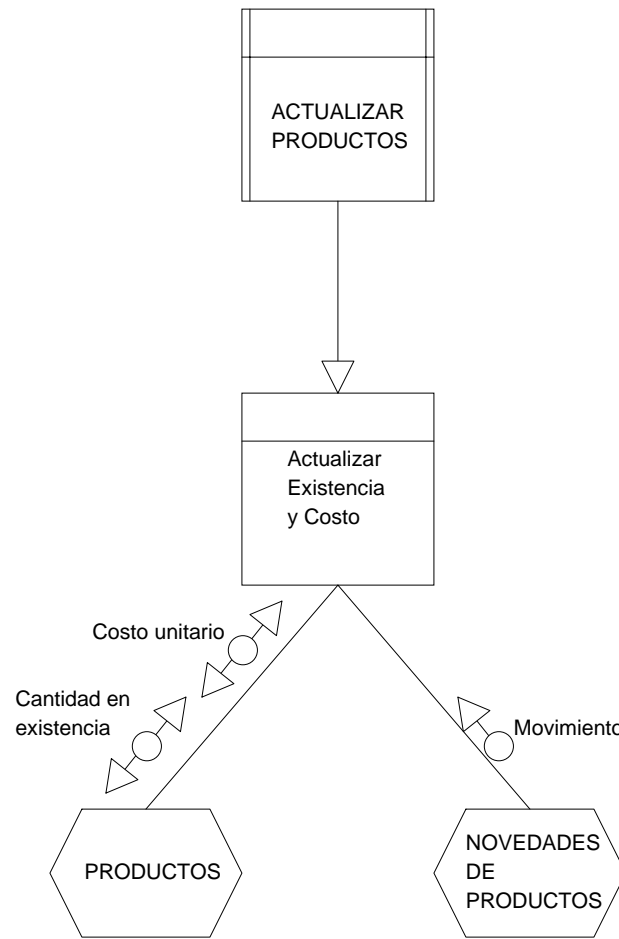 ACTUALIZAR
PRODUCTOS
Actualizar
Existencia
y Costo
Costo unitario
Cantidad en
existencia
Movimiento
PRODUCTOS
NOVEDADES
DE
PRODUCTOS